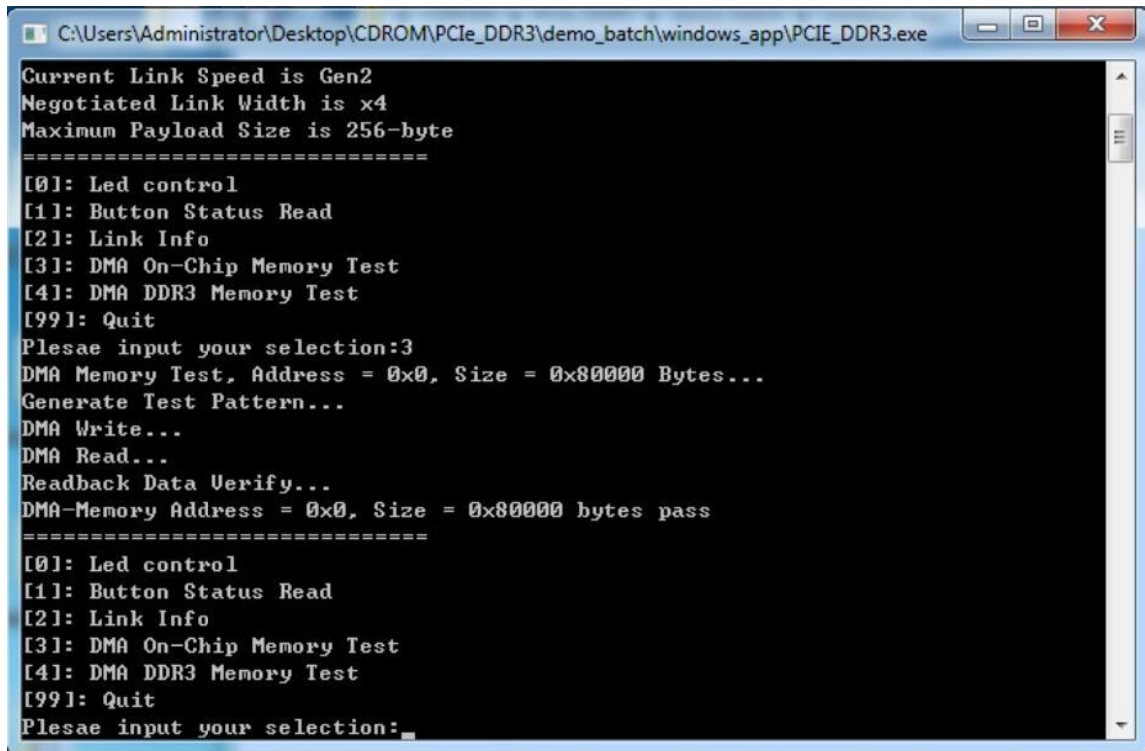 C:\Users\Administrator\Desktop\CDROM\PCIe_DDR3\demo_batch\windows_app\PCIE_DDR3.exe
Current Link Speed is Gen2
Negotiated Link Width is x4
Maximum Payload Size is 256-byte
==============================
[0]: Led control
[1]: Button Status Read
[2]: Link Info
[3]: DMA On-Chip Memory Test
[4]: DMA DDR3 Memory Test
[99]: Quit
Plesae input your selection:3
DMA Memory Test, Address = 0x0, Size = 0x80000 Bytes...
Generate Test Pattern...
DMA Write...
DMA Read...
Readback Data Verify...
DMA-Memory Address = 0x0, Size = 0x80000 bytes pass
==============================
[0]: Led control
[1]: Button Status Read
[2]: Link Info
[3]: DMA On-Chip Memory Test
[4]: DMA DDR3 Memory Test
[99]: Quit
Plesae input your selection:_